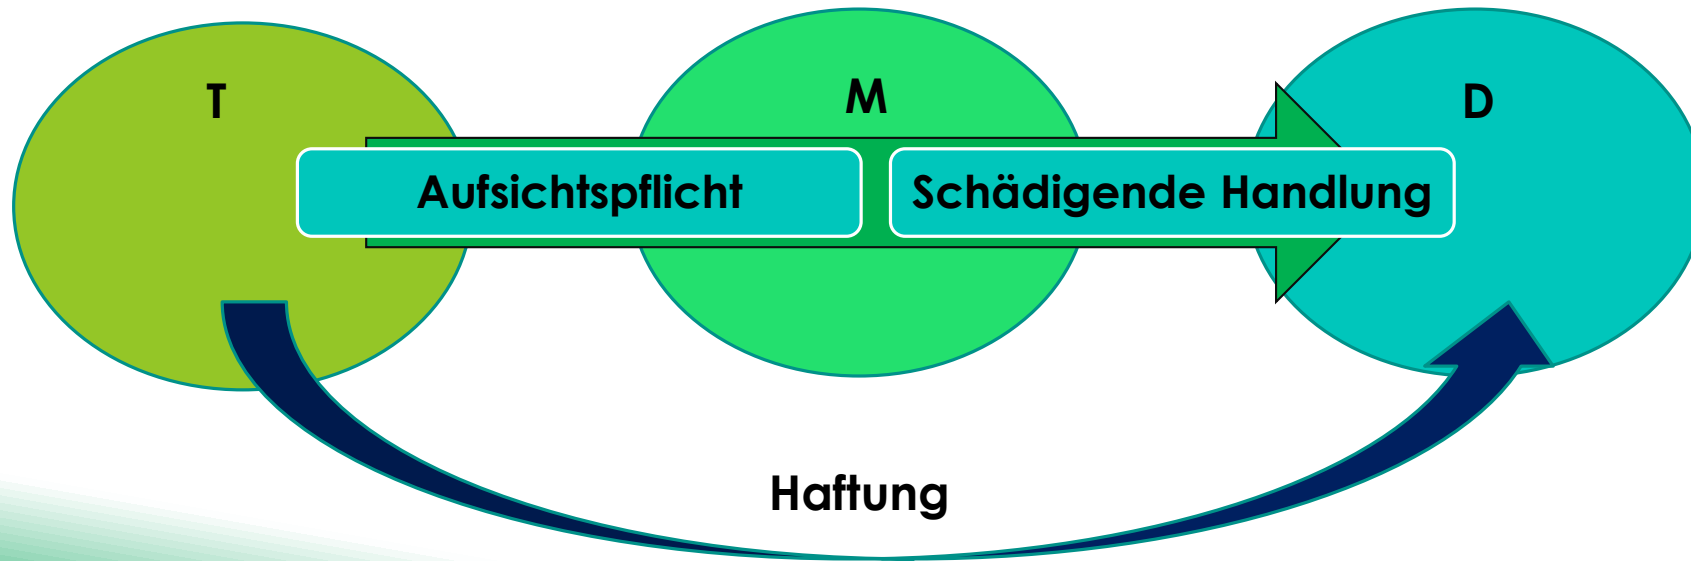 T
M
D
Aufsichtspflicht
Schädigende Handlung
Haftung